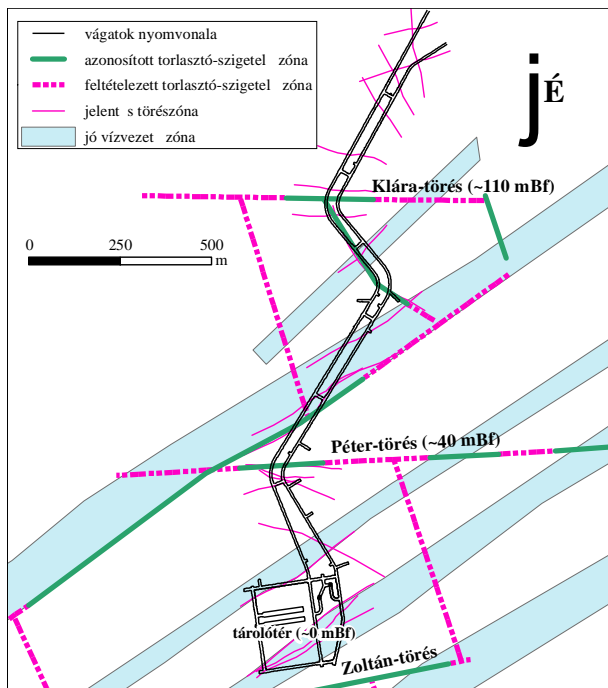 vágatok nyomvonala
azonosított torlasztó-szigetel zóna
feltételezett torlasztó-szigetel zóna
jelent s törészóna
jó vízvezet zóna
É
Klára-törés (~110 mBf)
0 250 500
m
Péter-törés (~40 mBf)
tárolótér (~0 mBf)
Zoltán-törés